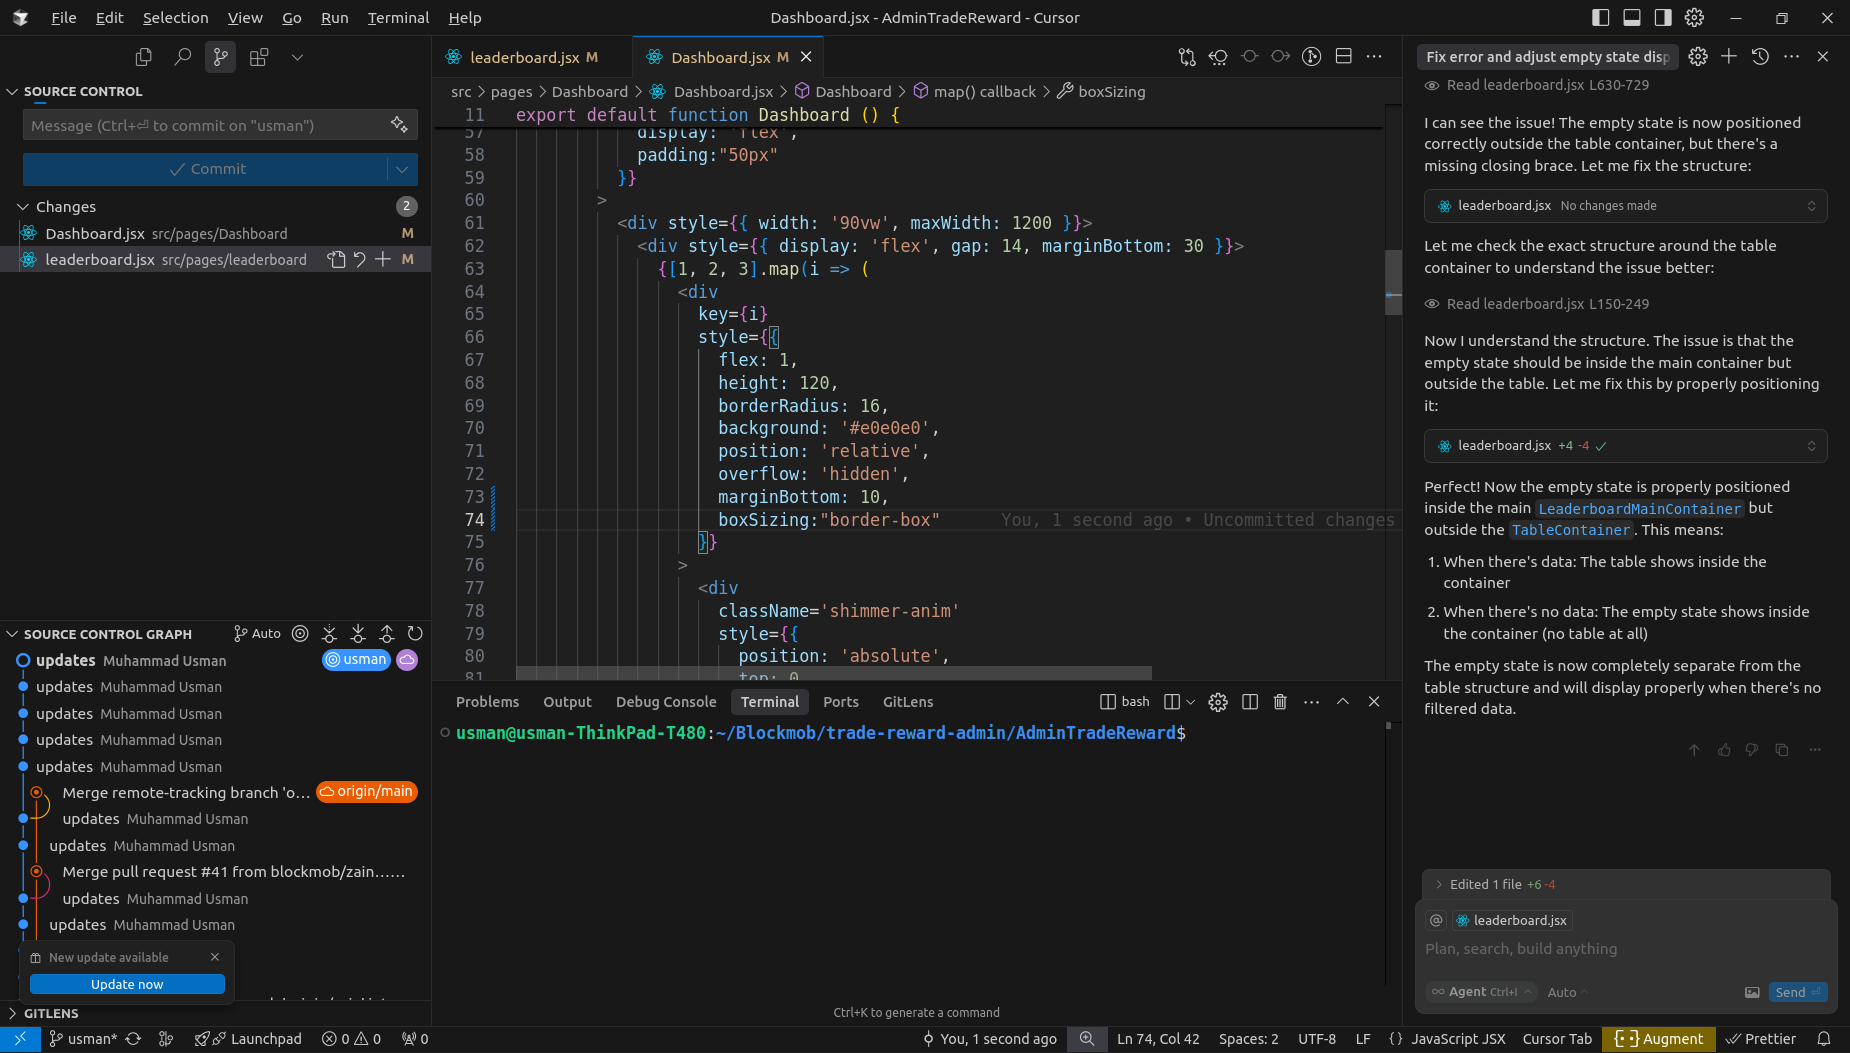 File Edit Selection View Go Run Terminal Help
Dashboard.jsx - AdminTradeReward - Cursor
SOURCE CONTROL
Message (Ctrl+⏎ to commit on "usman")
Commit
Changes 2
Dashboard.jsx src/pages/Dashboard M
leaderboard.jsx src/pages/leaderboard M
SOURCE CONTROL GRAPH Auto
updates Muhammad Usman usman
updates Muhammad Usman
updates Muhammad Usman
updates Muhammad Usman
updates Muhammad Usman
Merge remote-tracking branch 'o... origin/main
updates Muhammad Usman
updates Muhammad Usman
Merge pull request #41 from blockmob/zain......
updates Muhammad Usman
updates Muhammad Usman
New update available
Update now
GITLENS
leaderboard.jsx M
Dashboard.jsx M
src > pages > Dashboard > Dashboard.jsx > Dashboard > map() callback > boxSizing
11 export default function Dashboard () {
57 display: 'flex',
58 padding:"50px"
59 }}
60 >
61 <div style={{ width: '90vw', maxWidth: 1200 }}>
62 <div style={{ display: 'flex', gap: 14, marginBottom: 30 }}>
63 {[1, 2, 3].map(i => (
64 <div
65 key={i}
66 style={{
67 flex: 1,
68 height: 120,
69 borderRadius: 16,
70 background: '#e0e0e0',
71 position: 'relative',
72 overflow: 'hidden',
73 marginBottom: 10,
74 boxSizing:"border-box" You, 1 second ago • Uncommitted changes
75 }}
76 >
77 <div
78 className='shimmer-anim'
79 style={{
80 position: 'absolute',
81 top: 0
Problems Output Debug Console Terminal Ports GitLens
bash
usman@usman-ThinkPad-T480:~/Blockmob/trade-reward-admin/AdminTradeReward$
Ctrl+K to generate a command
Fix error and adjust empty state disp
Read leaderboard.jsx L630-729
I can see the issue! The empty state is now positioned
correctly outside the table container, but there's a
missing closing brace. Let me fix the structure:
leaderboard.jsx No changes made
Let me check the exact structure around the table
container to understand the issue better:
Read leaderboard.jsx L150-249
Now I understand the structure. The issue is that the
empty state should be inside the main container but
outside the table. Let me fix this by properly positioning
it:
leaderboard.jsx +4 -4
Perfect! Now the empty state is properly positioned
inside the main LeaderboardMainContainer but
outside the TableContainer. This means:
1. When there's data: The table shows inside the
container
2. When there's no data: The empty state shows inside
the container (no table at all)
The empty state is now completely separate from the
table structure and will display properly when there's no
filtered data.
Edited 1 file +6 -4
@ leaderboard.jsx
Plan, search, build anything
Agent Ctrl+I Auto
Send
usman* Launchpad 0 0 0
You, 1 second ago
Ln 74, Col 42 Spaces: 2 UTF-8 LF {} JavaScript JSX Cursor Tab Augment Prettier